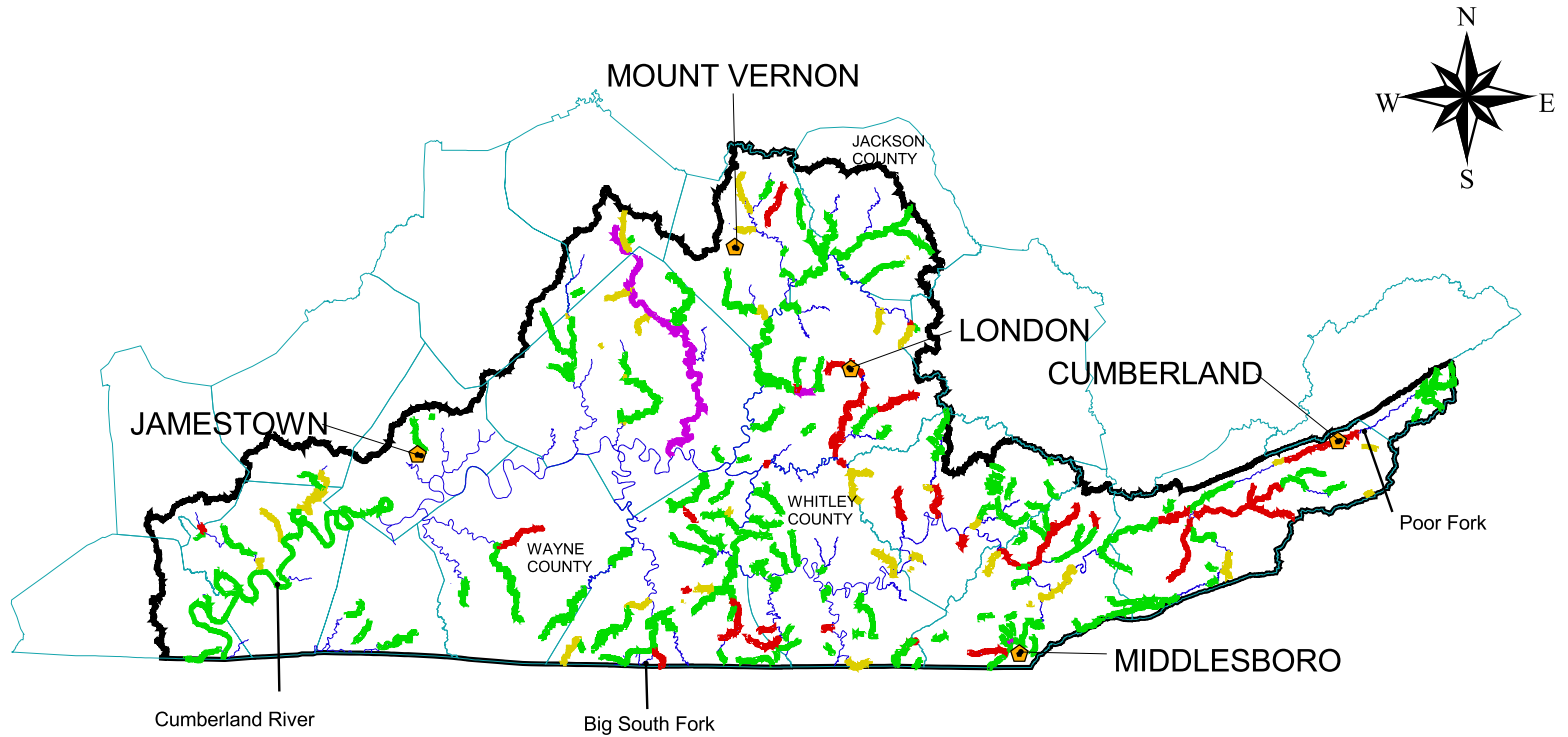 N
MOUNT VERNON
W
E
JACKSON
COUNTY
S
LONDON
CUMBERLAND
JAMESTOWN
WHITLEY
COUNTY
Poor Fork
WAYNE
COUNTY
MIDDLESBORO
Cumberland River
Big South Fork